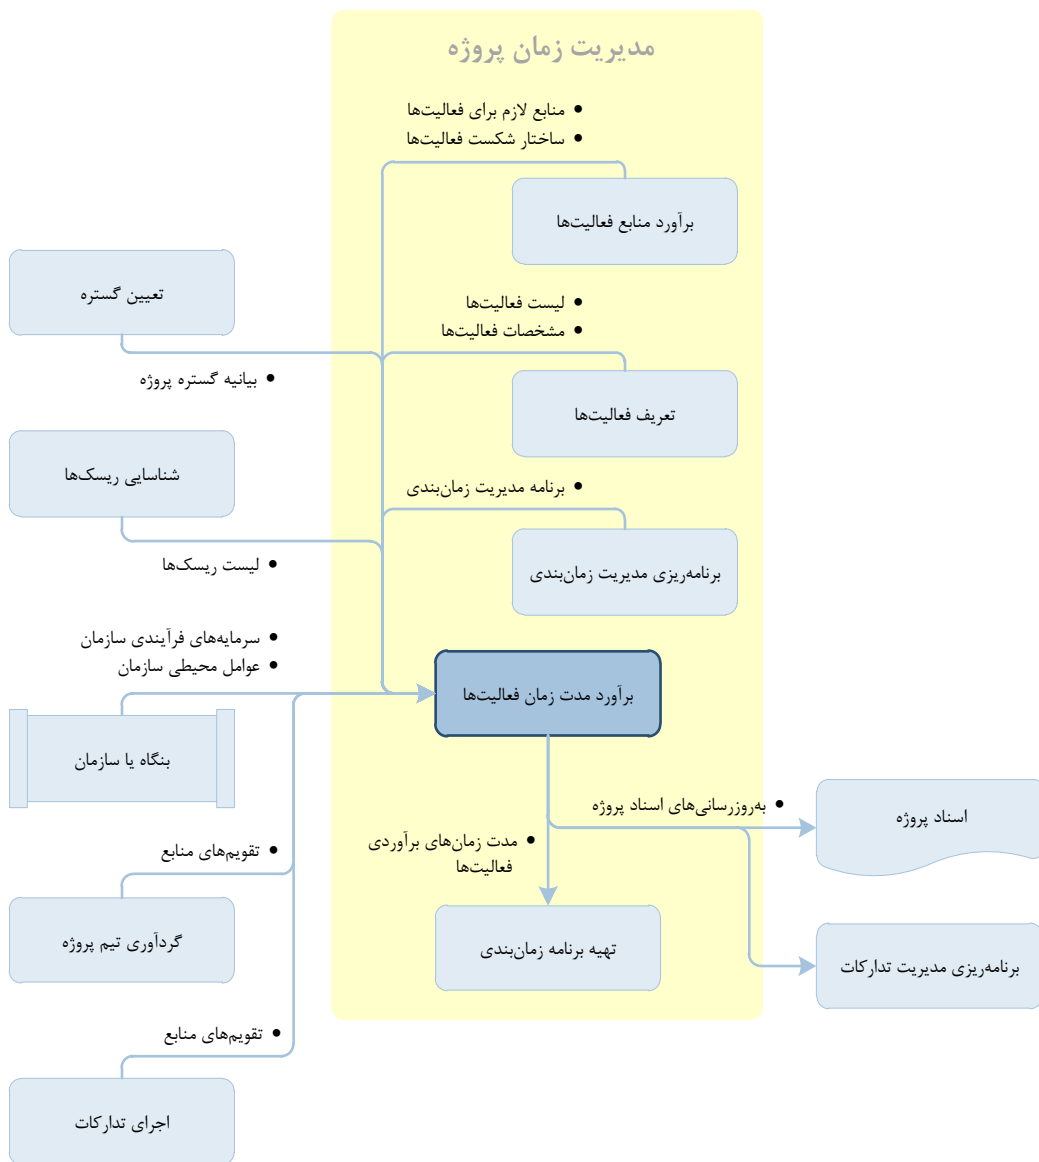 مدیریت زمان پروژه
• منابع لازم برای فعالیت‌ها
• ساختار شکست فعالیت‌ها
برآورد منابع فعالیت‌ها
تعیین گستره
• لیست فعالیت‌ها
• مشخصات فعالیت‌ها
• بیانیه گستره پروژه
تعریف فعالیت‌ها
شناسایی ریسک‌ها
• برنامه مدیریت زمان‌بندی
• لیست ریسک‌ها
برنامه‌ریزی مدیریت زمان‌بندی
• سرمایه‌های فرآیندی سازمان
• عوامل محیطی سازمان
برآورد مدت زمان فعالیت‌ها
بنگاه یا سازمان
• به‌روزرسانی‌های اسناد پروژه
اسناد پروژه
• مدت زمان‌های برآوردی
فعالیت‌ها
• تقویم‌های منابع
گردآوری تیم پروژه
تهیه برنامه زمان‌بندی
برنامه‌ریزی مدیریت تدارکات
• تقویم‌های منابع
اجرای تدارکات